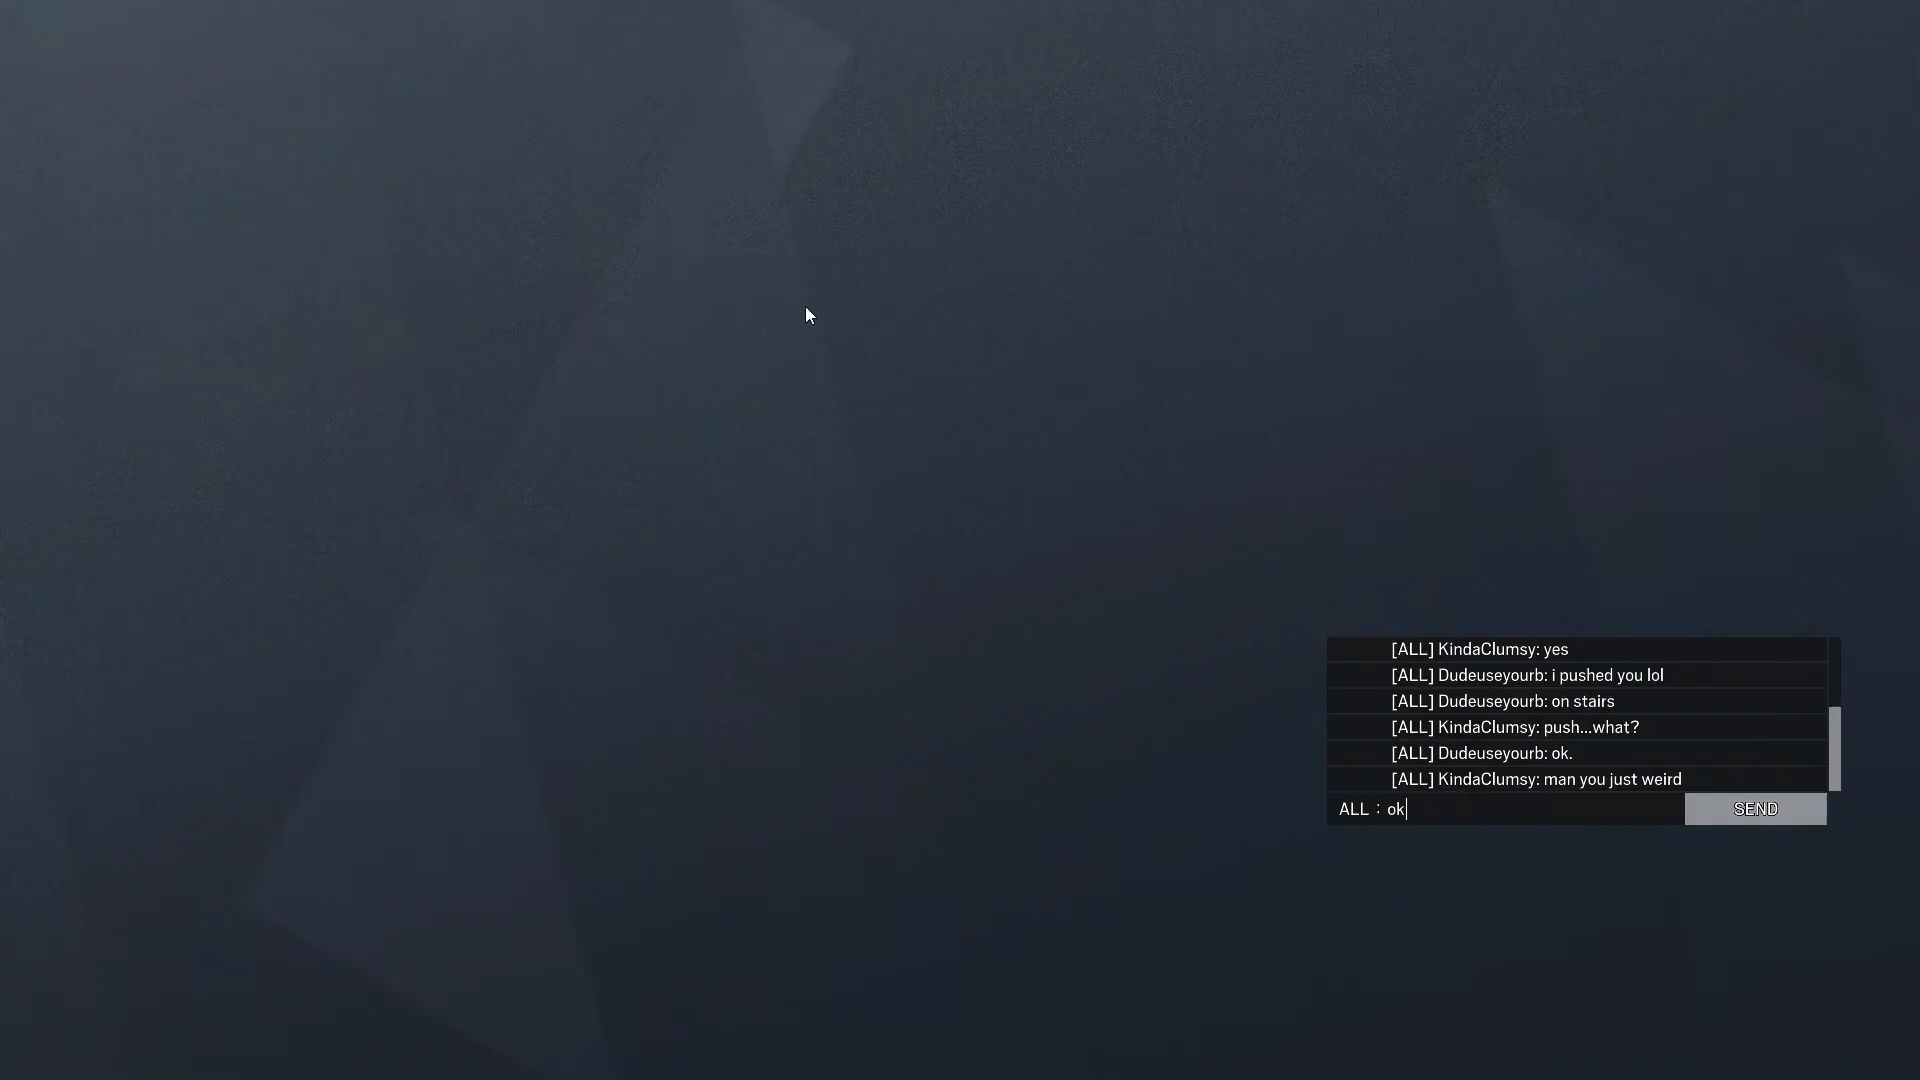 [ALL] KindaClumsy: yes
[ALL] Dudeuseyourb: i pushed you lol
[ALL] Dudeuseyourb: on stairs
[ALL] KindaClumsy: push...what?
[ALL] Dudeuseyourb: ok.
[ALL] KindaClumsy: man you just weird
ALL : ok SEND